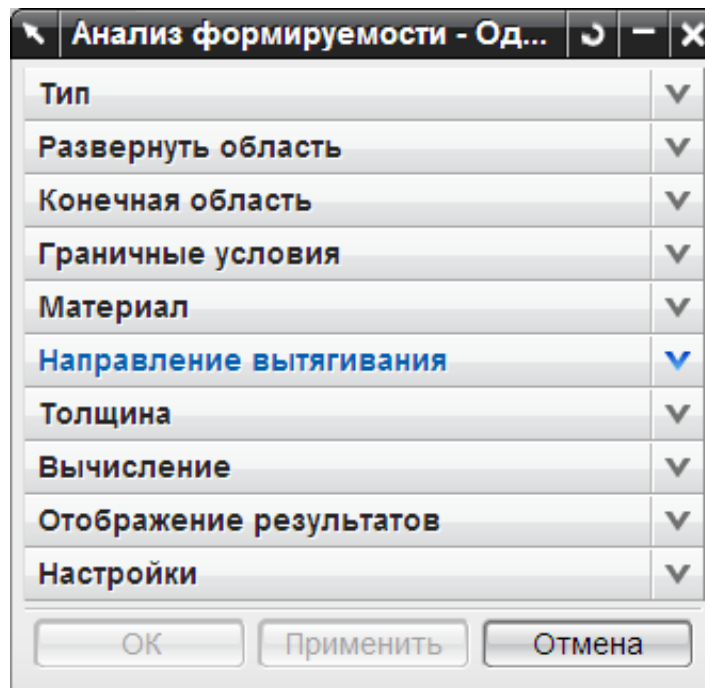 Анализ формируемости - Од...
Тип
Развернуть область
Конечная область
Граничные условия
Материал
Направление вытягивания
Толщина
Вычисление
Отображение результатов
Настройки
ОК Применить Отмена